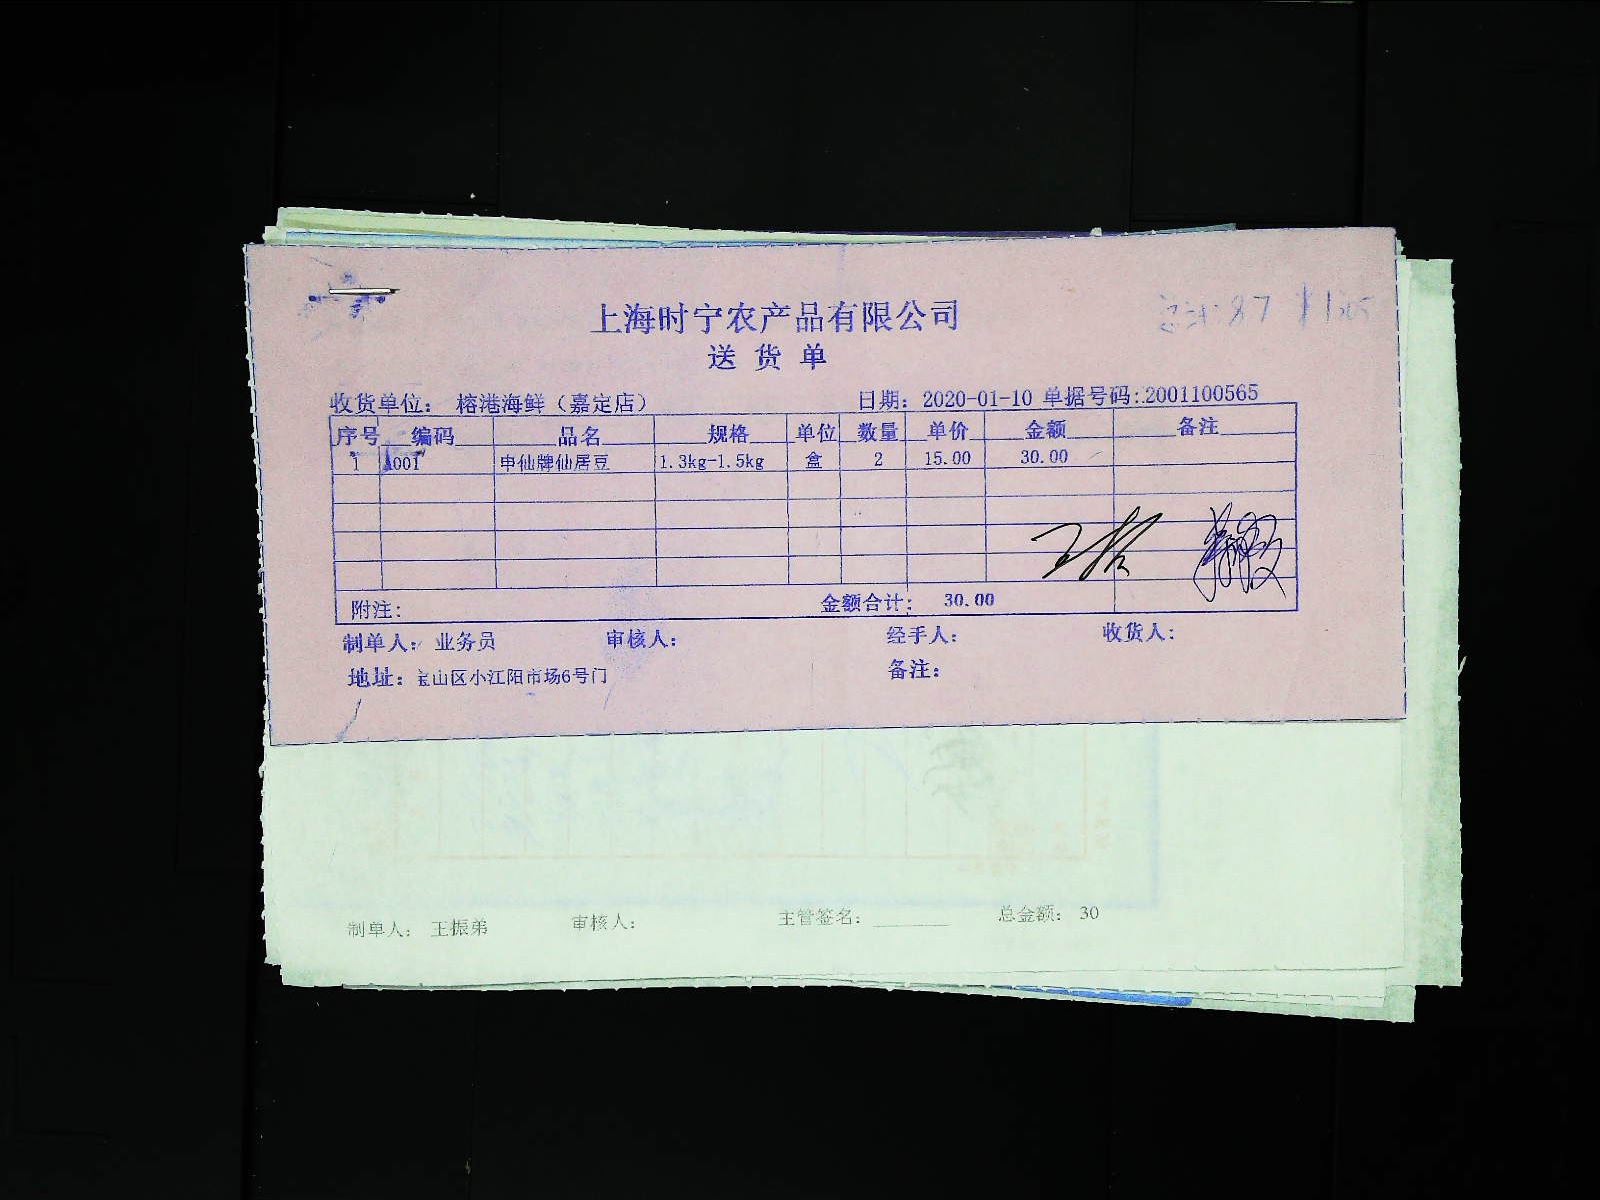 上海时宁农产品有限公司
送货单
收货单位: 榕港海鲜(嘉定店) 日期: 2020-01-10 单据号码:2001100565
序号 编码 品名 规格 单位 数量 单价 金额 备注
1 A001 申仙牌仙居豆 1.3kg-1.5kg 盒 2 15.00 30.00
附注: 金额合计: 30.00
制单人: 业务员 审核人: 经手人: 收货人:
地址: 宝山区小江阳市场6号门 备注:
制单人: 王振弟 审核人: 主管签名: 总金额: 30